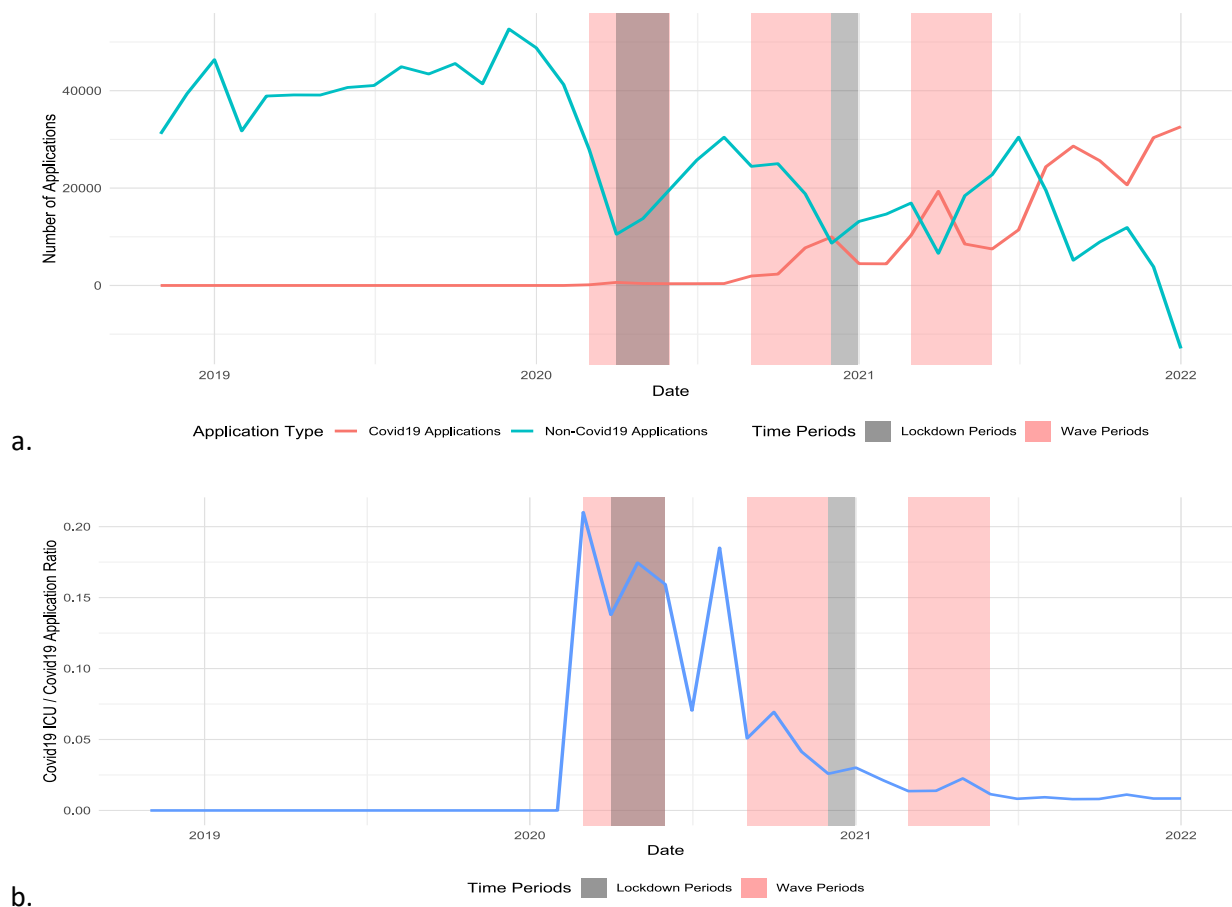 40000
20000
0
Number of Applications
2019
2020
2021
2022
Date
Application Type
Covid19 Applications
Non-Covid19 Applications
Time Periods
Lockdown Periods
Wave Periods
a.
0.20
0.15
0.10
0.05
0.00
Covid19 ICU / Covid19 Application Ratio
2019
2020
2021
2022
Date
Time Periods
Lockdown Periods
Wave Periods
b.